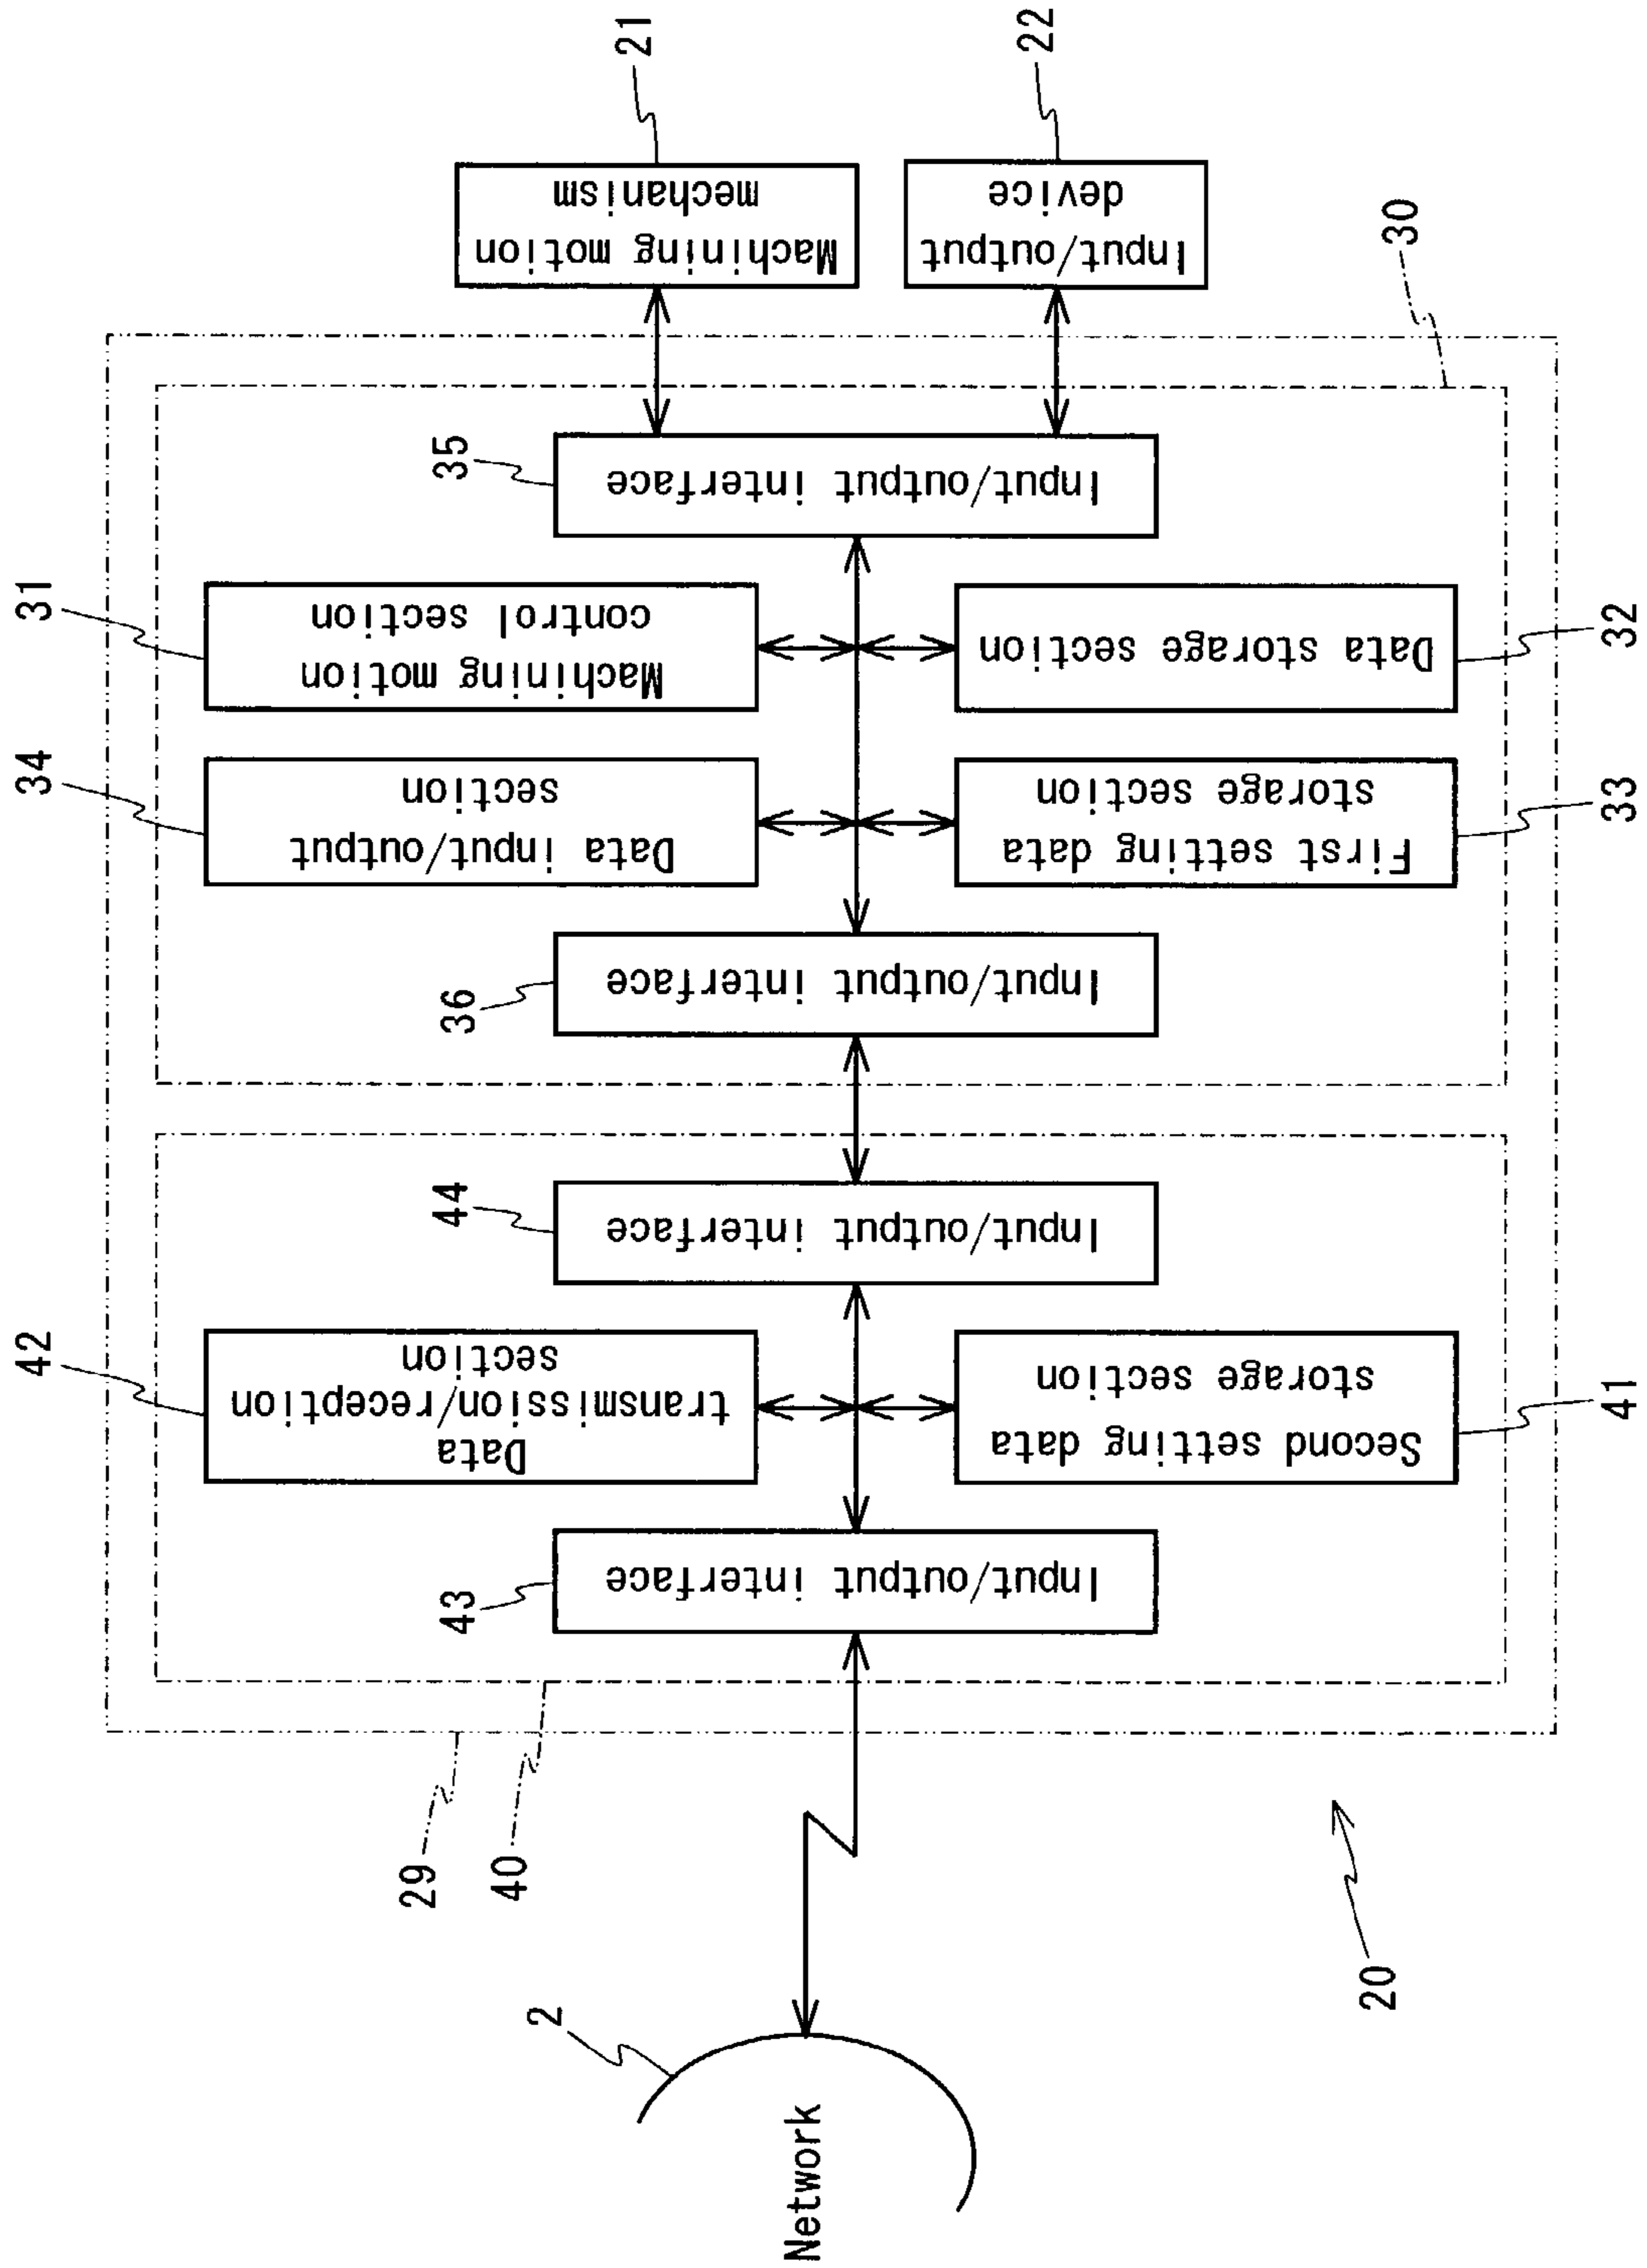 21
22
Machining motion
mechanism
Input/output
device
30
35
Input/output interface
31
Machining motion
control section
Data storage section
32
34
Data input/output
section
First setting data
storage section
33
36
Input/output interface
44
Input/output interface
42
Data
transmission/reception
section
Second setting data
storage section
41
43
Input/output interface
29
40
20
2
Network